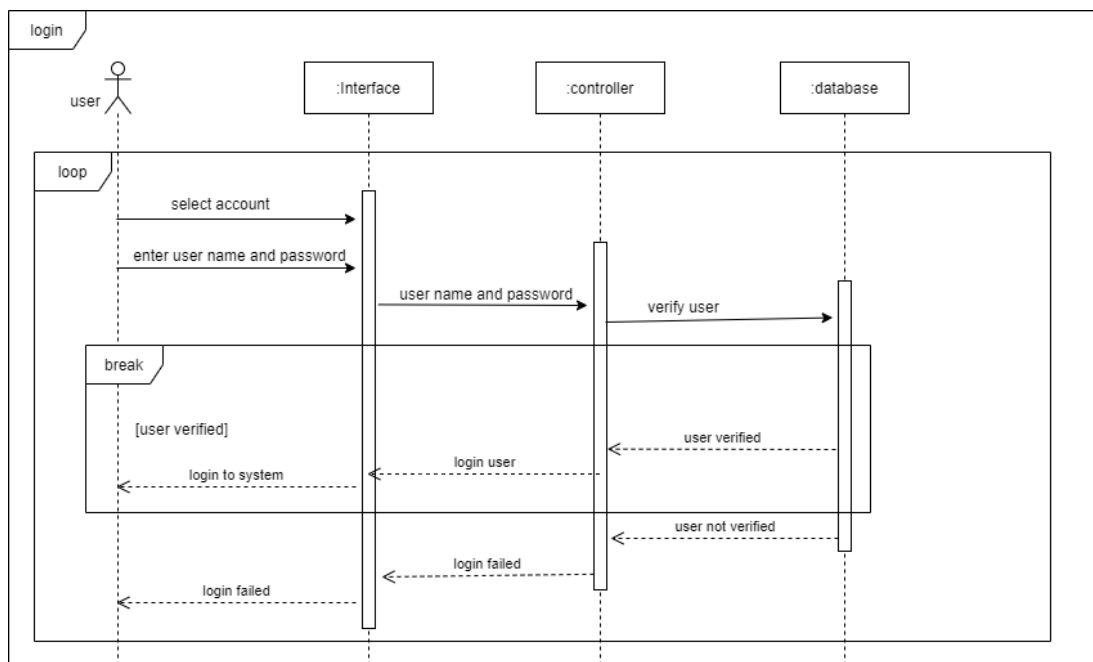 login
user
:Interface
:controller
:database
loop
select account
enter user name and password
user name and password
verify user
break
[user verified]
user verified
login user
login to system
user not verified
login failed
login failed